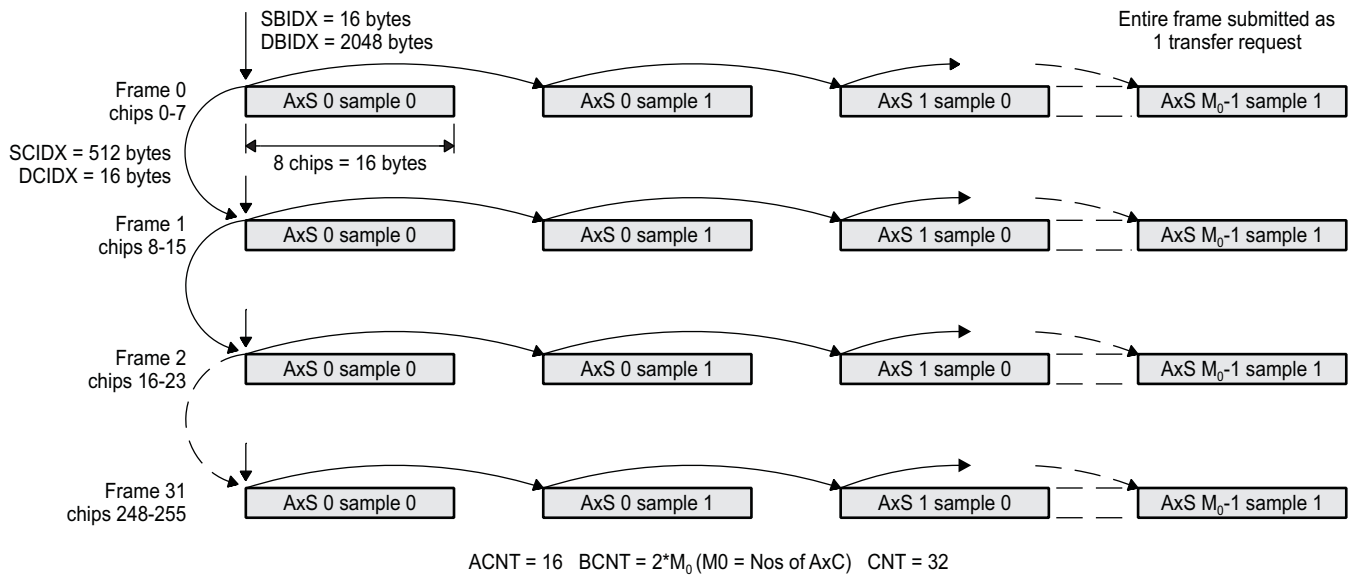 SBIDX = 16 bytes
DBIDX = 2048 bytes
Entire frame submitted as
1 transfer request
Frame 0
chips 0-7
AxS 0 sample 0
AxS 0 sample 1
AxS 1 sample 0
AxS M₀-1 sample 1
SCIDX = 512 bytes
DCIDX = 16 bytes
8 chips = 16 bytes
Frame 1
chips 8-15
AxS 0 sample 0
AxS 0 sample 1
AxS 1 sample 0
AxS M₀-1 sample 1
Frame 2
chips 16-23
AxS 0 sample 0
AxS 0 sample 1
AxS 1 sample 0
AxS M₀-1 sample 1
Frame 31
chips 248-255
AxS 0 sample 0
AxS 0 sample 1
AxS 1 sample 0
AxS M₀-1 sample 1
ACNT = 16 BCNT = 2*M₀ (M0 = Nos of AxC) CNT = 32